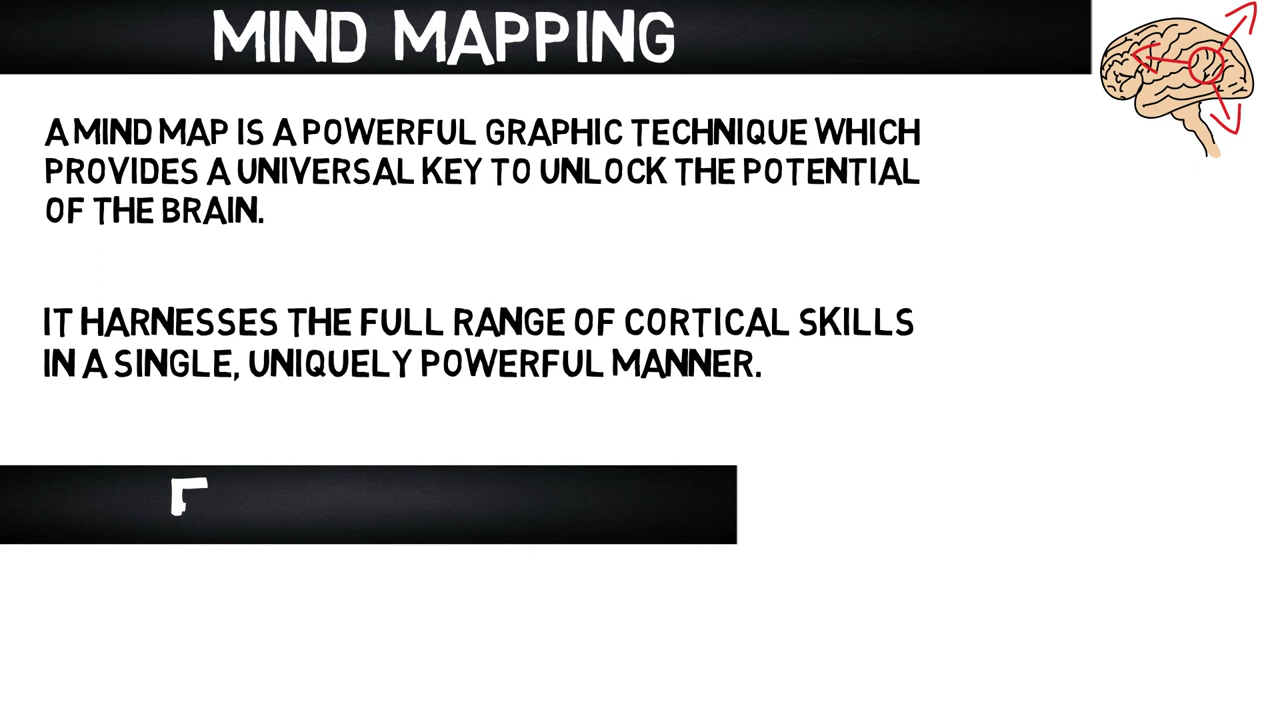 MIND MAPPING
A MIND MAP IS A POWERFUL GRAPHIC TECHNIQUE WHICH
PROVIDES A UNIVERSAL KEY TO UNLOCK THE POTENTIAL
OF THE BRAIN.
IT HARNESSES THE FULL RANGE OF CORTICAL SKILLS
IN A SINGLE, UNIQUELY POWERFUL MANNER.